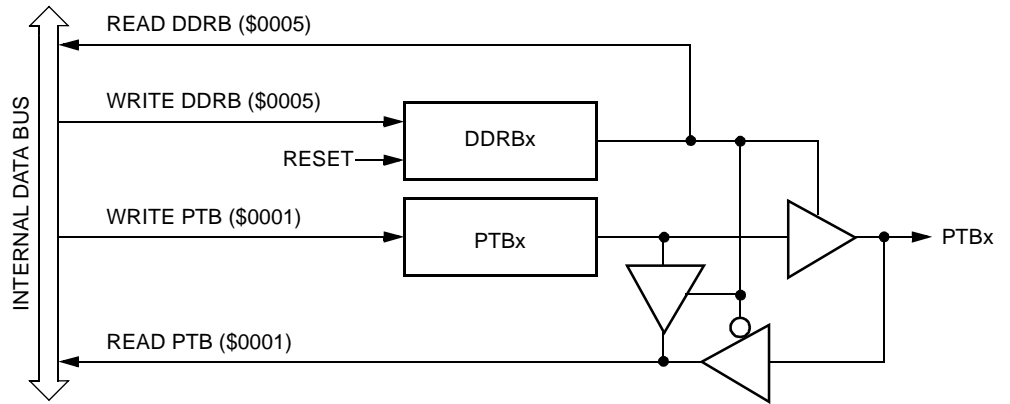 READ DDRB ($0005)
WRITE DDRB ($0005)
DDRBx
RESET
INTERNAL DATA BUS
WRITE PTB ($0001)
PTBx
PTBx
READ PTB ($0001)